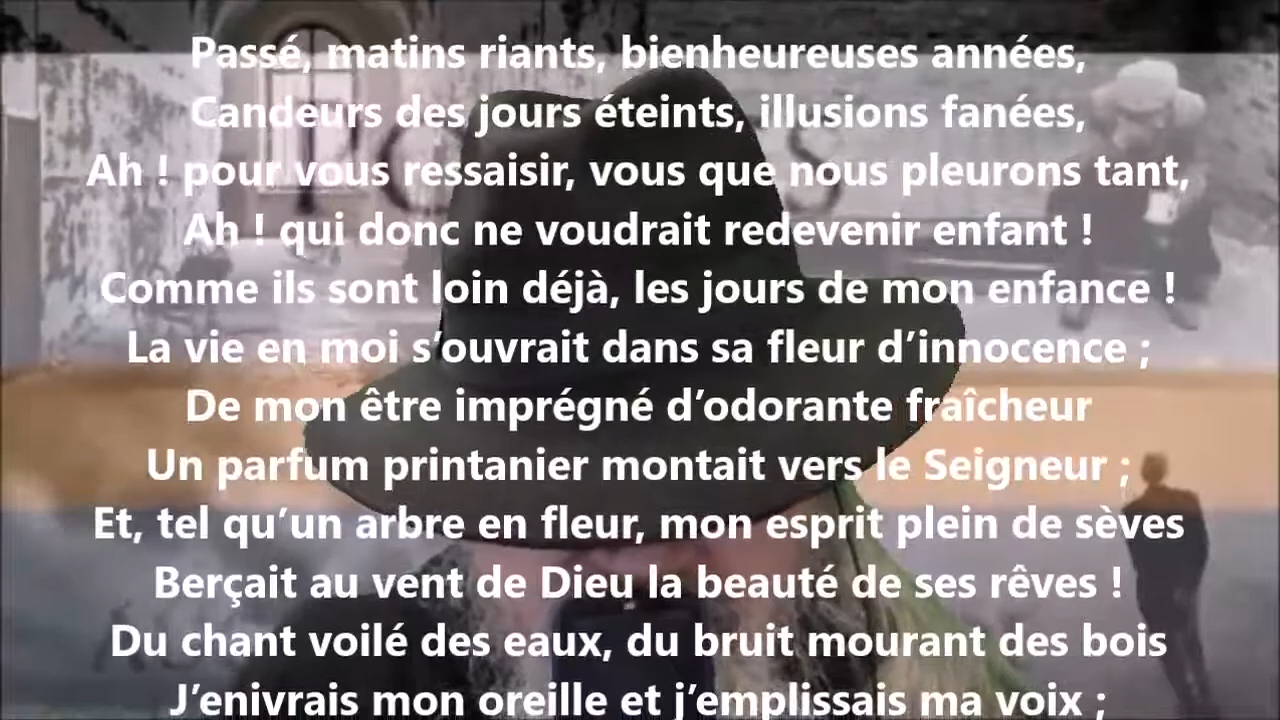 Passé, matins riants, bienheureuses années,
Candeurs des jours éteints, illusions fanées,
Ah ! pour vous ressaisir, vous que nous pleurons tant,
Ah ! qui donc ne voudrait redevenir enfant !
Comme ils sont loin déjà, les jours de mon enfance !
La vie en moi s’ouvrait dans sa fleur d’innocence ;
De mon être imprégné d’odorante fraîcheur
Un parfum printanier montait vers le Seigneur ;
Et, tel qu’un arbre en fleur, mon esprit plein de sèves
Berçait au vent de Dieu la beauté de ses rêves !
Du chant voilé des eaux, du bruit mourant des bois
J’enivrais mon oreille et j’emplissais ma voix ;